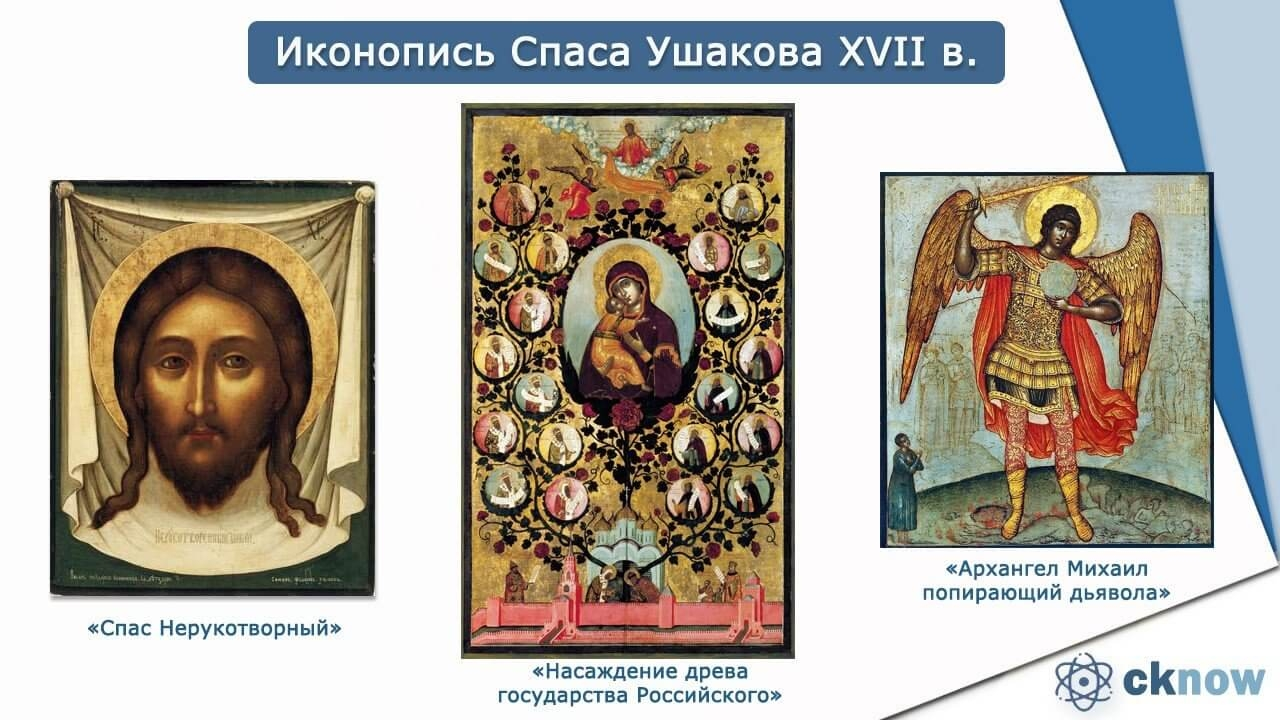 Иконопись Спаса Ушакова XVII в.
«Спас Нерукотворный»
«Насаждение древа
государства Российского»
«Архангел Михаил
попирающий дьявола»
cknow